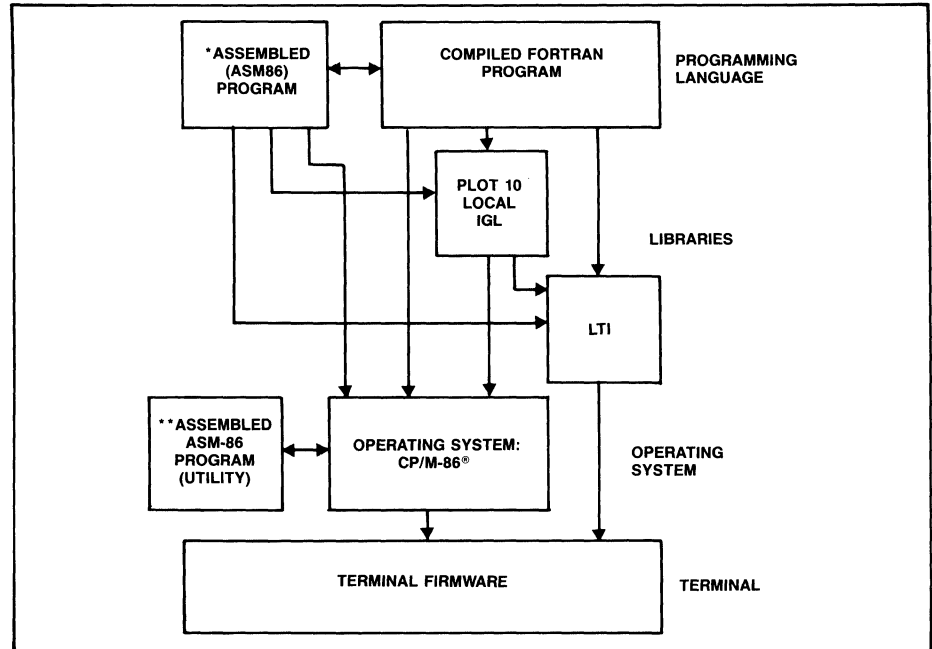 *ASSEMBLED
(ASM86)
PROGRAM
COMPILED FORTRAN
PROGRAM
PROGRAMMING
LANGUAGE
PLOT 10
LOCAL
IGL
LIBRARIES
LTI
**ASSEMBLED
ASM-86
PROGRAM
(UTILITY)
OPERATING SYSTEM:
CP/M-86®
OPERATING
SYSTEM
TERMINAL FIRMWARE
TERMINAL